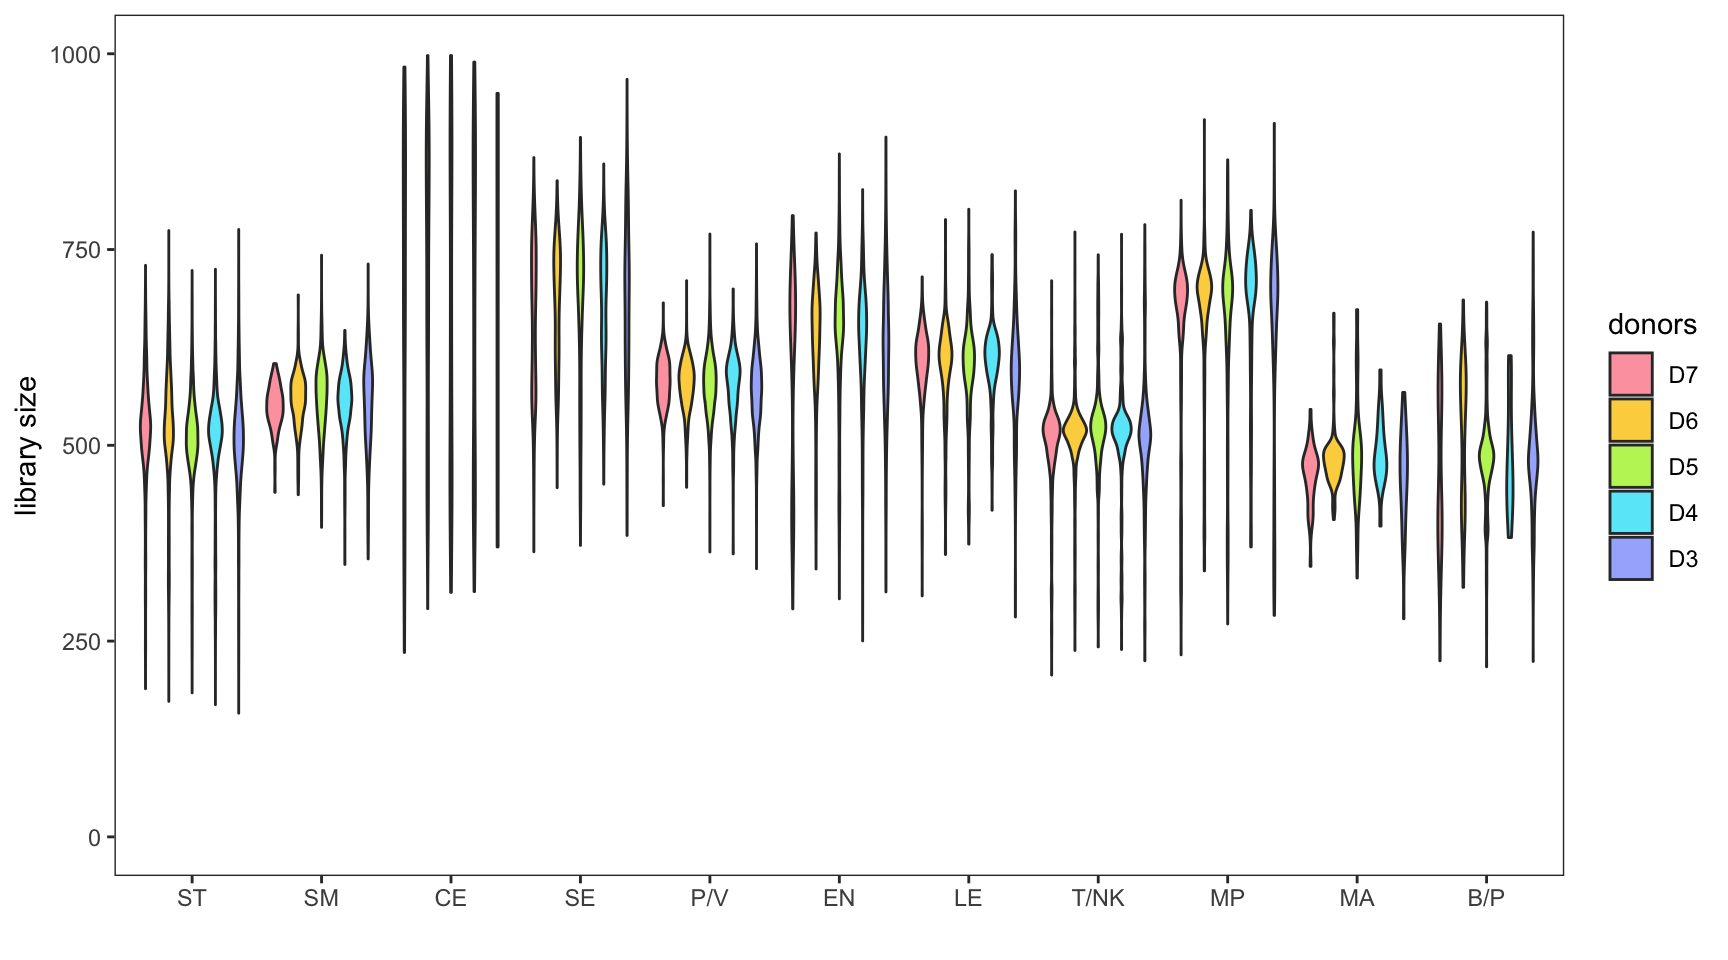 1000
750
500
250
0
library size
ST SM CE SE P/V EN LE T/NK MP MA B/P
donors
D7
D6
D5
D4
D3